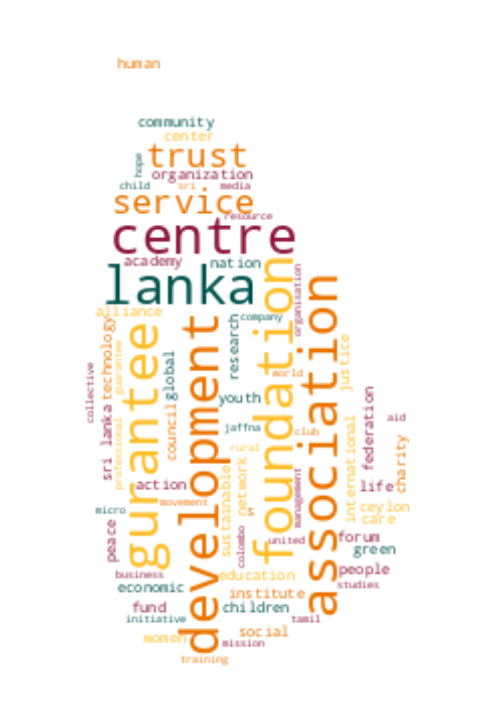 human
community
center
trust
hope
organization
child
sri
media
service
resource
centre
academy
nation
lanka
organisation
alliance
company
technology
guarantee
gurantee
development
foundation
association
research
justice
collective
global
world
youth
federation
aid
sri lanka
professional
council
jaffna
club
international
charity
rural
action
network
sustainable
management
life
movement
s
micro
ceylon
care
peace
colombo
united
forum
green
business
education
people
economic
institute
studies
fund
children
initiative
tamil
women
social
mission
training